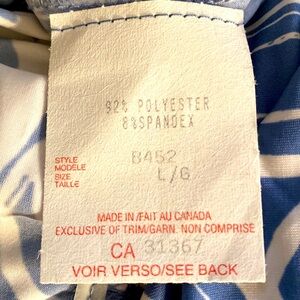 92% POLYESTER
8%SPANDEX
STYLE
MODELE 8452
SIZE
TAILLE L/G
MADE IN /FAIT AU CANADA
EXCLUSIVE OF TRIM/GARN. NON COMPRISE
CA 31367
VOIR VERSO/SEE BACK